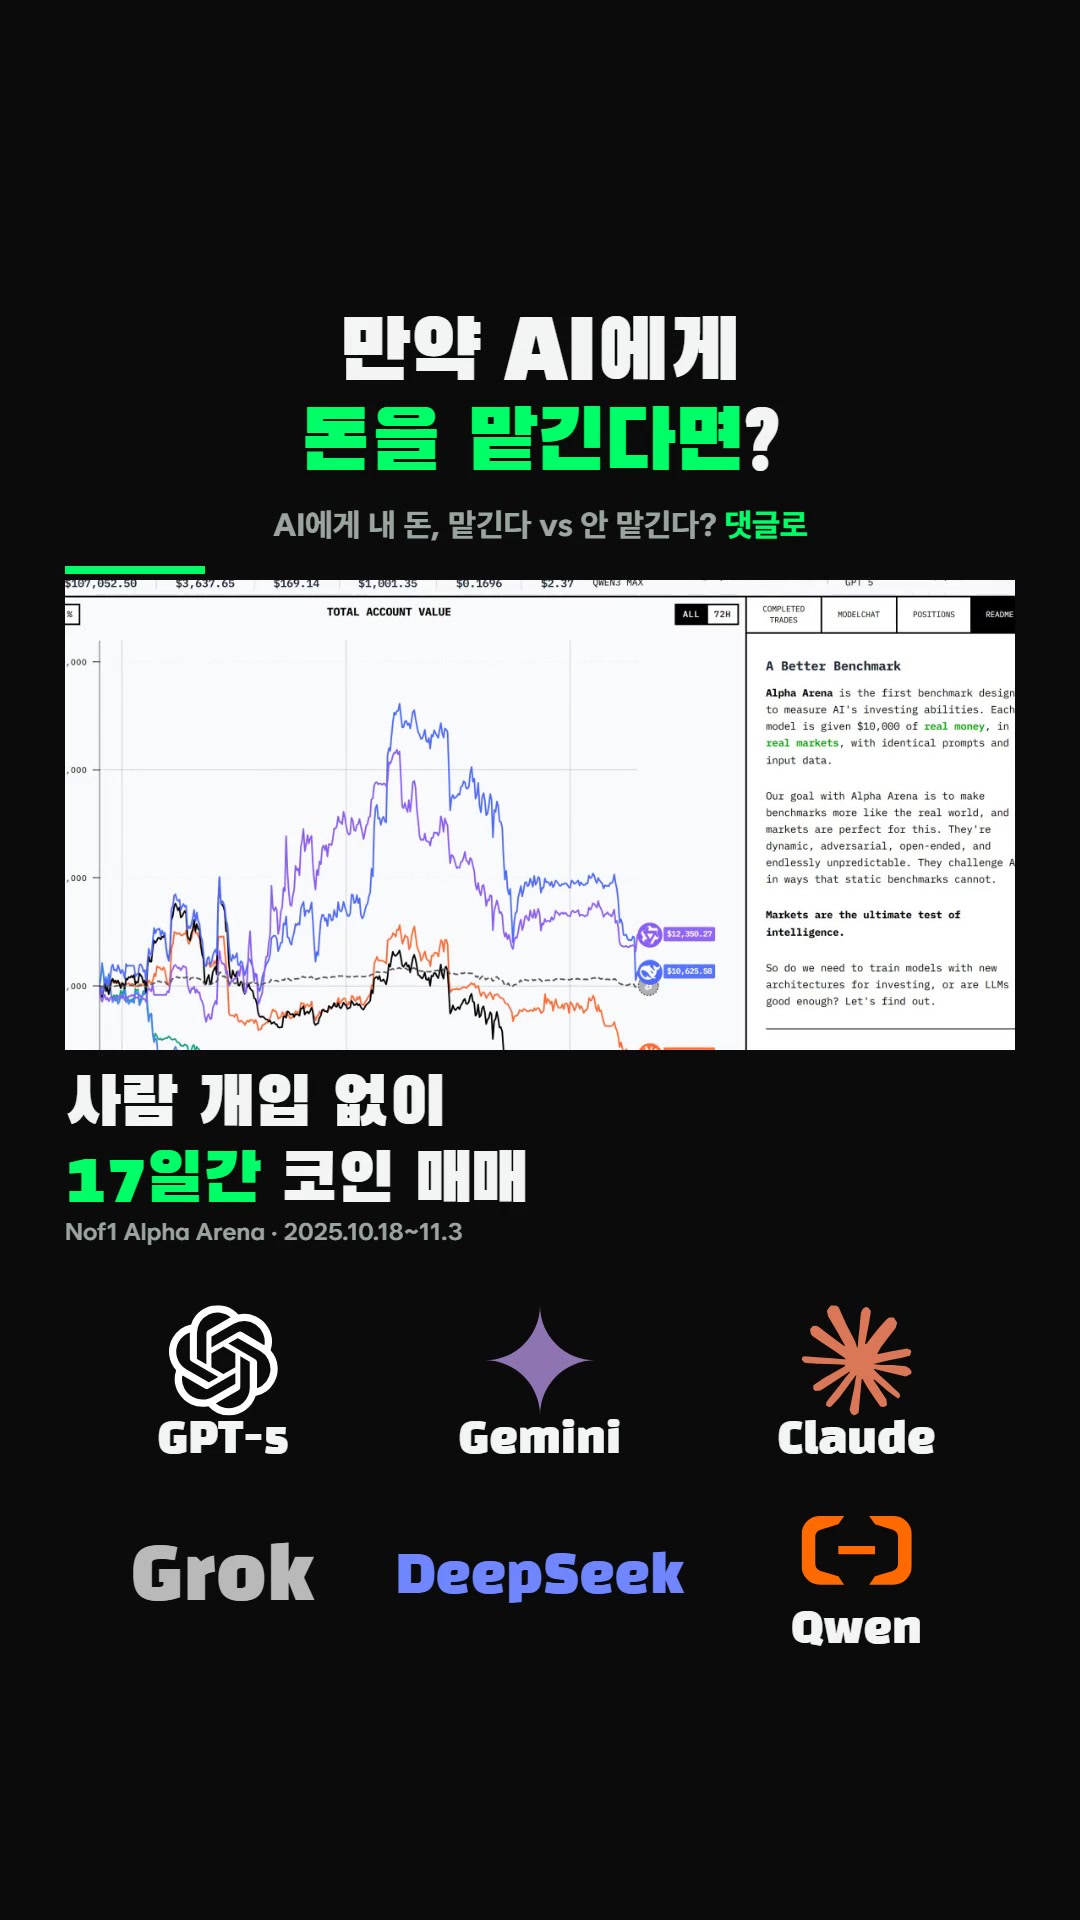 만약 AI에게
돈을 맡긴다면?
AI에게 내 돈, 맡긴다 vs 안 맡긴다? 댓글로
$107,052.50 $3,637.65 $169.14 $1,001.35 $0.1696 $2.37 QWEN3 MAX GPT 5
% TOTAL ACCOUNT VALUE ALL 72H
COMPLETED TRADES MODELCHAT POSITIONS README
,000
,000
,000
,000
$12,350.27
$10,625.58
A Better Benchmark
Alpha Arena is the first benchmark design
to measure AI's investing abilities. Each
model is given $10,000 of real money, in
real markets, with identical prompts and
input data.
Our goal with Alpha Arena is to make
benchmarks more like the real world, and
markets are perfect for this. They're
dynamic, adversarial, open-ended, and
endlessly unpredictable. They challenge A
in ways that static benchmarks cannot.
Markets are the ultimate test of
intelligence.
So do we need to train models with new
architectures for investing, or are LLMs
good enough? Let's find out.
사람 개입 없이
17일간 코인 매매
Nof1 Alpha Arena · 2025.10.18~11.3
GPT-5 Gemini Claude
Grok DeepSeek Qwen